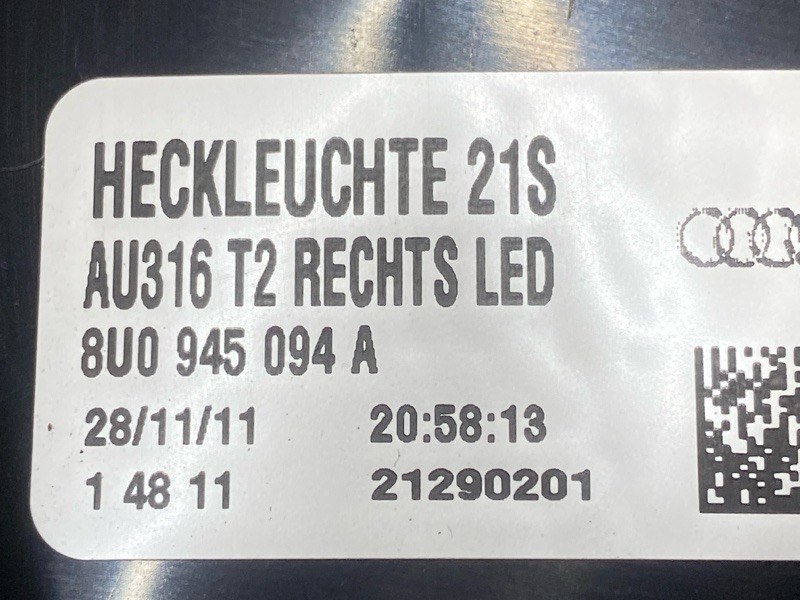 HECKLEUCHTE 21S
AU316 T2 RECHTS LED
8U0 945 094 A
28/11/11 20:58:13
1 48 11 21290201